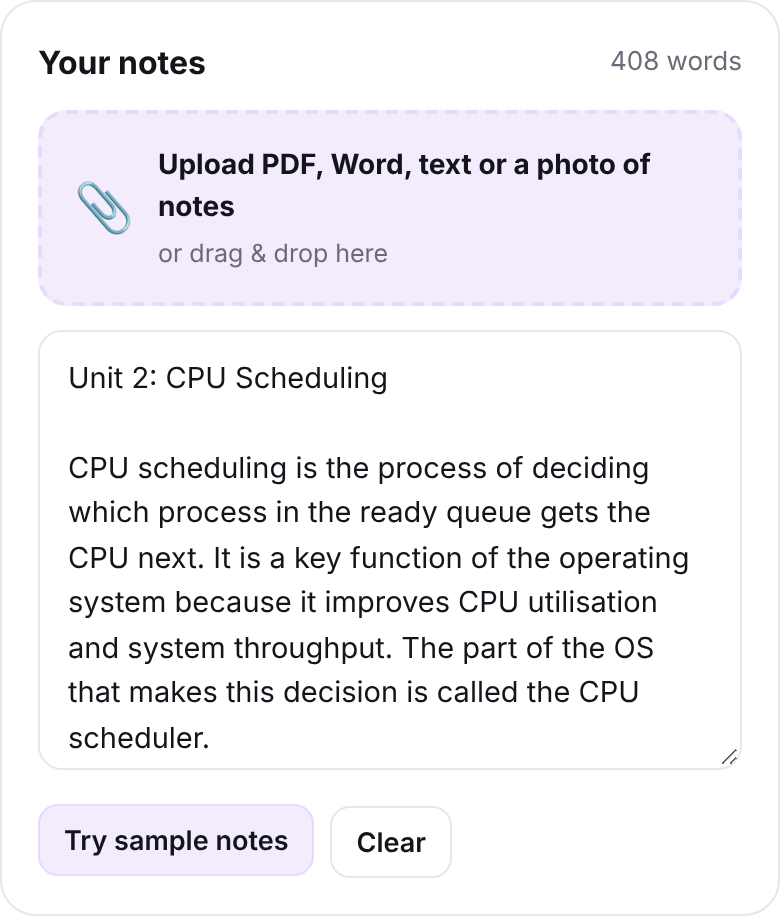 Your notes
408 words
Upload PDF, Word, text or a photo of
notes
or drag & drop here
Unit 2: CPU Scheduling
CPU scheduling is the process of deciding
which process in the ready queue gets the
CPU next. It is a key function of the operating
system because it improves CPU utilisation
and system throughput. The part of the OS
that makes this decision is called the CPU
scheduler.
Try sample notes
Clear